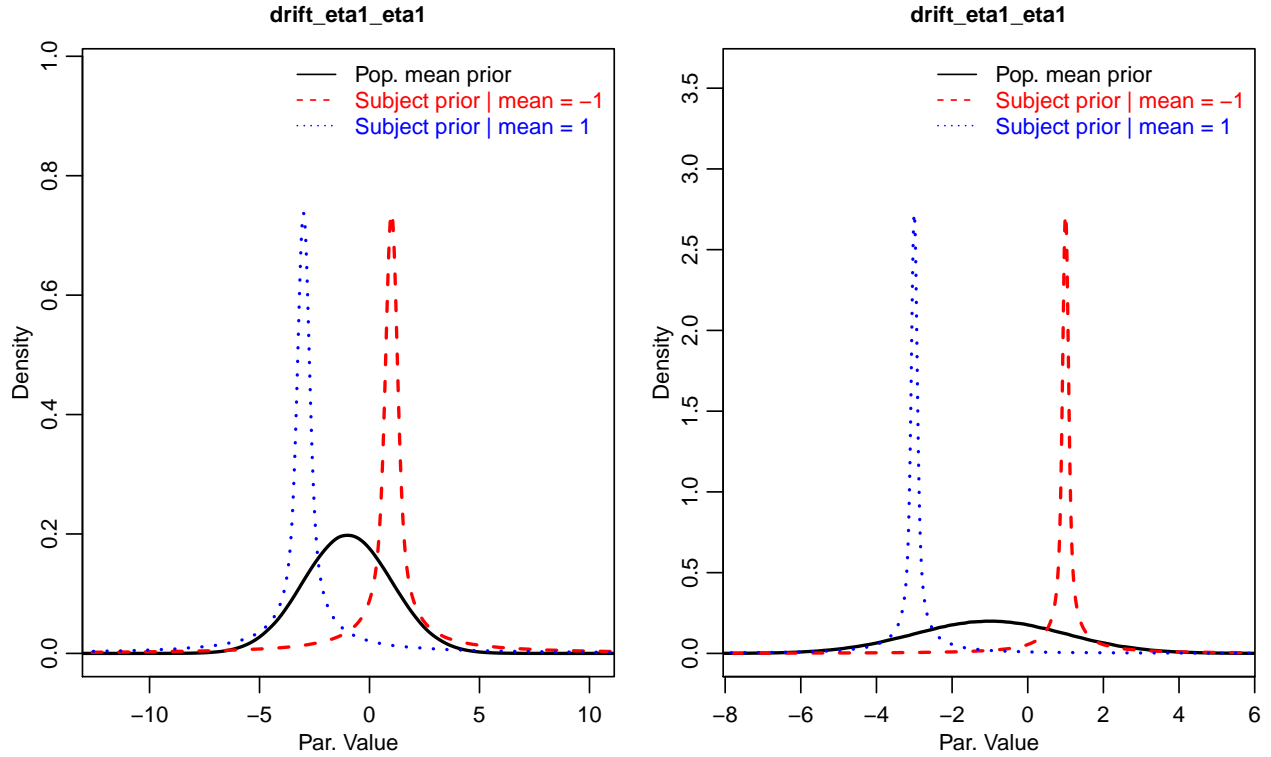 drift_eta1_eta1
Pop. mean prior
Subject prior | mean = −1
Subject prior | mean = 1
1.0
0.8
0.6
0.4
0.2
0.0
Density
−10 −5 0 5 10
Par. Value
drift_eta1_eta1
Pop. mean prior
Subject prior | mean = −1
Subject prior | mean = 1
3.5
3.0
2.5
2.0
1.5
1.0
0.5
0.0
Density
−8 −6 −4 −2 0 2 4 6
Par. Value